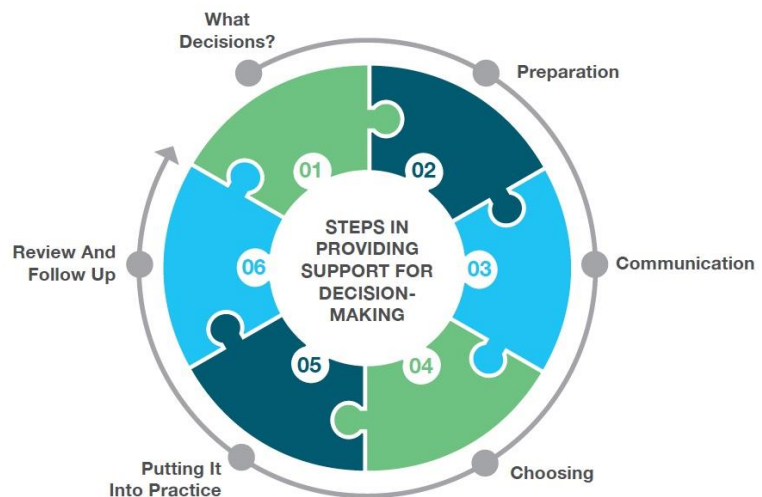 What
Decisions?
Preparation
01
02
STEPS IN
PROVIDING
SUPPORT FOR
DECISION-
MAKING
Review And
Follow Up
06
03
Communication
05
04
Putting It
Into Practice
Choosing